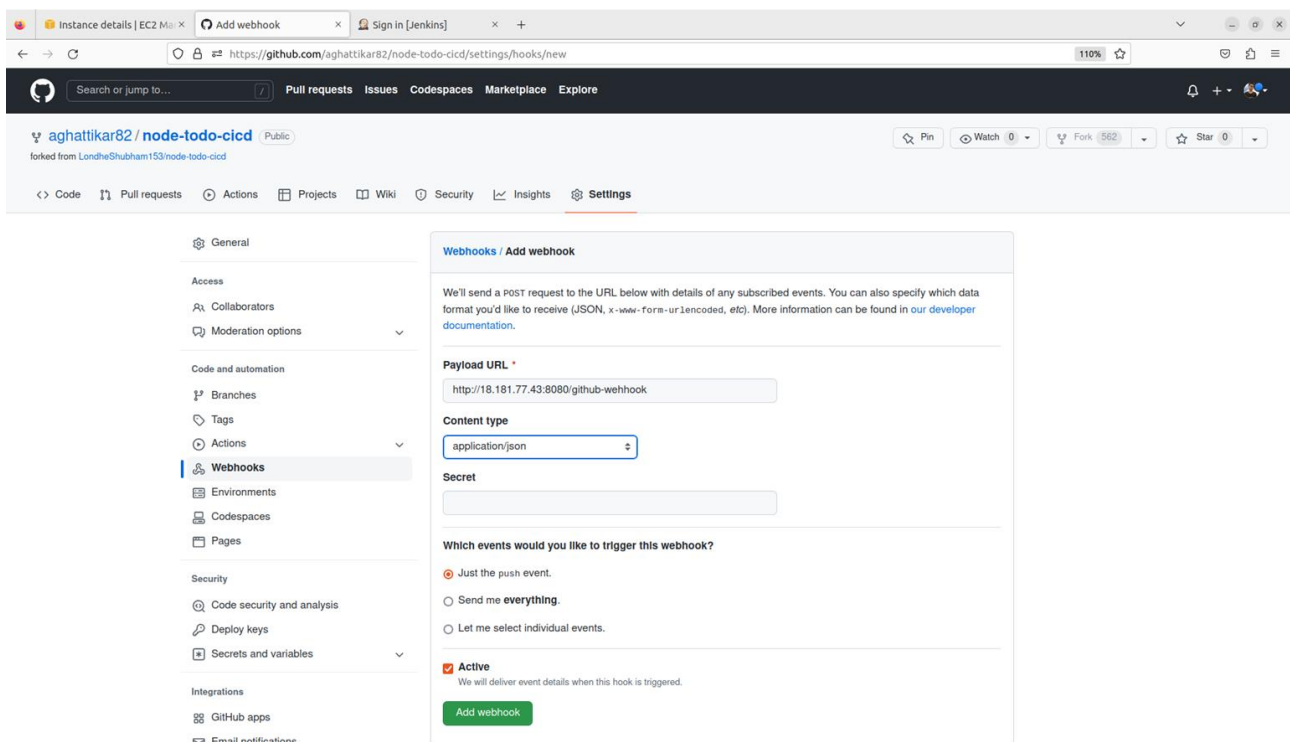 Instance details | EC2 Ma
Add webhook
Sign in [Jenkins]
https://github.com/aghattikar82/node-todo-cicd/settings/hooks/new
110%
Search or jump to...
/
Pull requests
Issues
Codespaces
Marketplace
Explore
aghattikar82 / node-todo-cicd
Public
Pin
Watch 0
Fork 562
Star 0
forked from LondheShubham153/node-todo-cicd
<> Code
Pull requests
Actions
Projects
Wiki
Security
Insights
Settings
General
Access
Collaborators
Moderation options
Code and automation
Branches
Tags
Actions
Webhooks
Environments
Codespaces
Pages
Security
Code security and analysis
Deploy keys
Secrets and variables
Integrations
GitHub apps
Email notifications
Webhooks / Add webhook
We'll send a POST request to the URL below with details of any subscribed events. You can also specify which data
format you'd like to receive (JSON, x-www-form-urlencoded, etc). More information can be found in our developer
documentation.
Payload URL *
http://18.181.77.43:8080/github-wehhook
Content type
application/json
Secret
Which events would you like to trigger this webhook?
Just the push event.
Send me everything.
Let me select individual events.
Active
We will deliver event details when this hook is triggered.
Add webhook